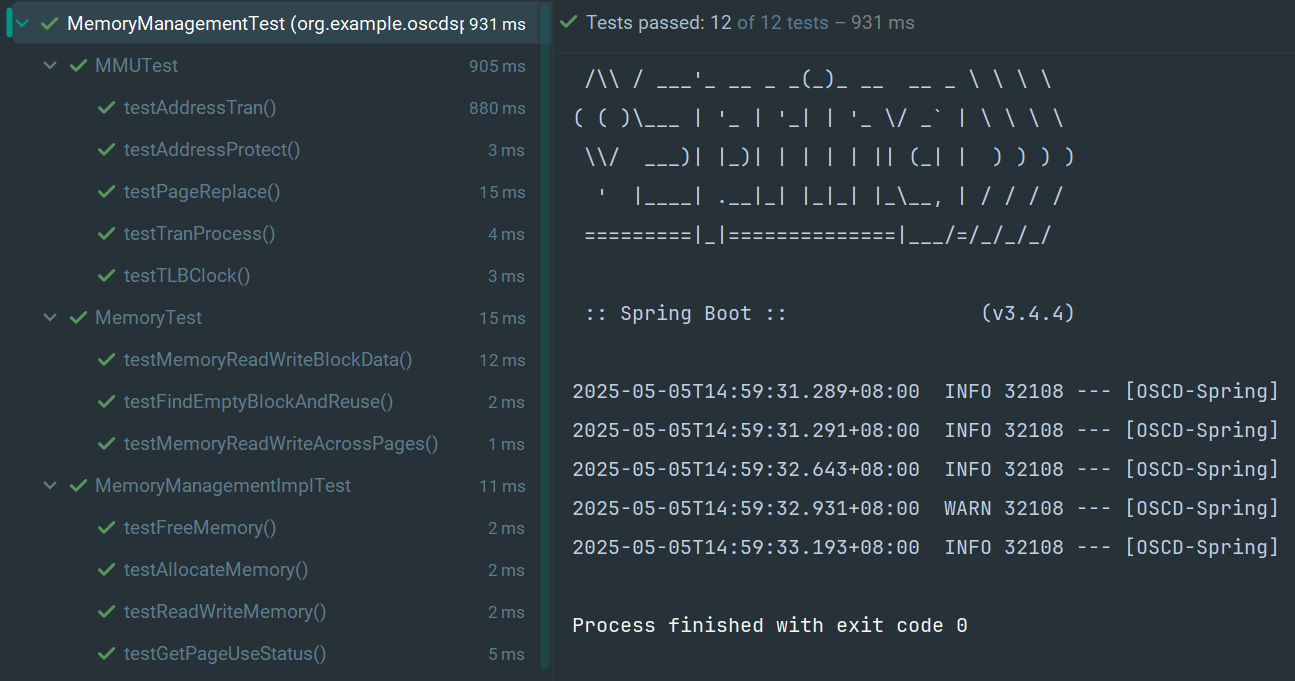 MemoryManagementTest (org.example.oscdsp 931 ms
MMUTest 905 ms
testAddressTran() 880 ms
testAddressProtect() 3 ms
testPageReplace() 15 ms
testTranProcess() 4 ms
testTLBClock() 3 ms
MemoryTest 15 ms
testMemoryReadWriteBlockData() 12 ms
testFindEmptyBlockAndReuse() 2 ms
testMemoryReadWriteAcrossPages() 1 ms
MemoryManagementImplTest 11 ms
testFreeMemory() 2 ms
testAllocateMemory() 2 ms
testReadWriteMemory() 2 ms
testGetPageUseStatus() 5 ms
Tests passed: 12 of 12 tests – 931 ms
 /\\ / ___'_ __ _ _(_)_ __  __ _ \ \ \ \
( ( )\___ | '_ | '_| | '_ \/ _` | \ \ \ \
 \\/  ___)| |_)| | | | | || (_| |  ) ) ) )
  '  |____| .__|_| |_|_| |_\__, | / / / /
 =========|_|==============|___/=/_/_/_/
:: Spring Boot :: (v3.4.4)
2025-05-05T14:59:31.289+08:00  INFO 32108 --- [OSCD-Spring]
2025-05-05T14:59:31.291+08:00  INFO 32108 --- [OSCD-Spring]
2025-05-05T14:59:32.643+08:00  INFO 32108 --- [OSCD-Spring]
2025-05-05T14:59:32.931+08:00  WARN 32108 --- [OSCD-Spring]
2025-05-05T14:59:33.193+08:00  INFO 32108 --- [OSCD-Spring]
Process finished with exit code 0